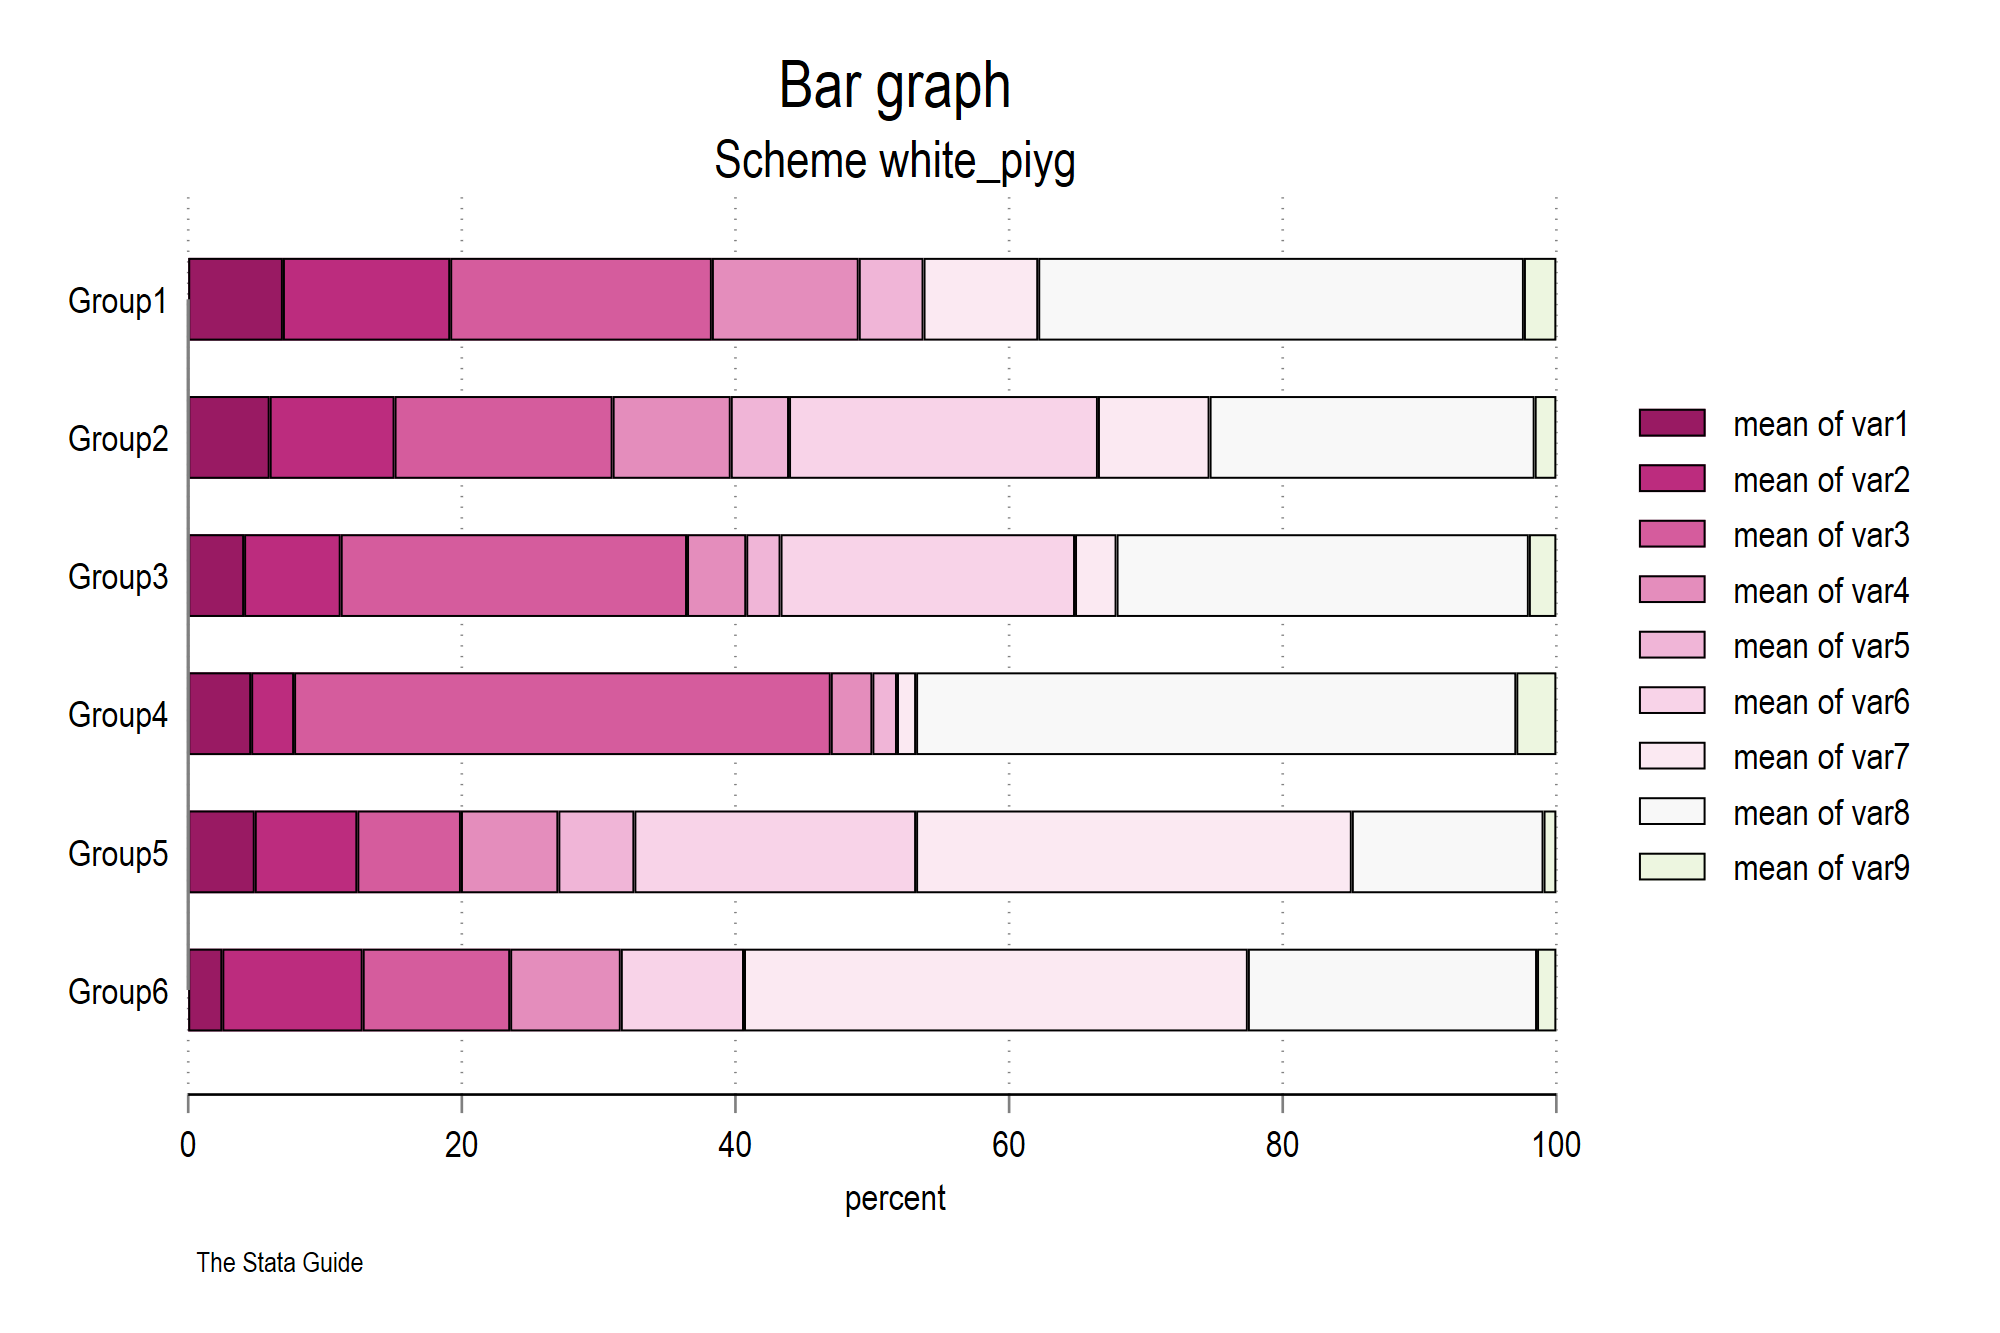 Bar graph
Scheme white_piyg
Group1
Group2
Group3
Group4
Group5
Group6
mean of var1
mean of var2
mean of var3
mean of var4
mean of var5
mean of var6
mean of var7
mean of var8
mean of var9
0 20 40 60 80 100
percent
The Stata Guide